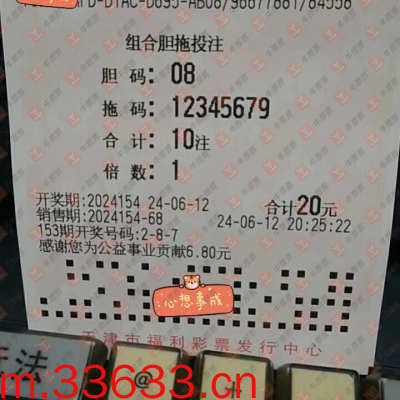 组合胆拖投注
胆 码: 08
拖 码: 12345679
合 计: 10注
倍 数: 1
开奖期:2024154 24-06-12 合计20元
销售期:2024154-68 24-06-12 20:25:22
153期开奖号码:2-8-7
感谢您为公益事业贡献6.80元
心想事成
天津市福利彩票发行中心
法
@
m.33633.cn